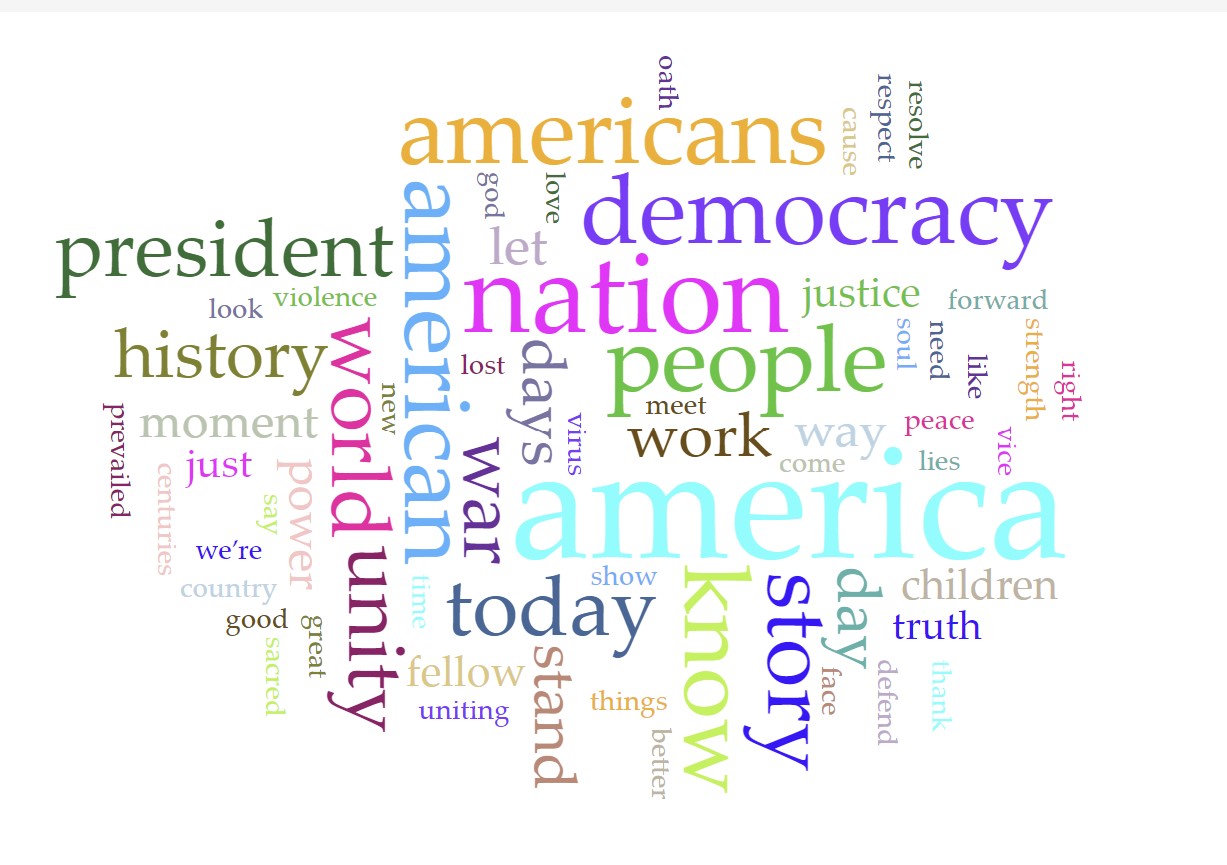 oath
americans
cause
respect
resolve
american
god
love
democracy
president
let
nation
justice
forward
look
violence
history
world
new
lost
days
people
soul
need
like
strength
right
prevailed
moment
virus
meet
work
way
peace
vice
centuries
just
power
say
war
come
lies
america
we’re
unity
country
time
today
show
know
story
day
children
good
great
truth
sacred
fellow
stand
uniting
things
better
face
defend
thank